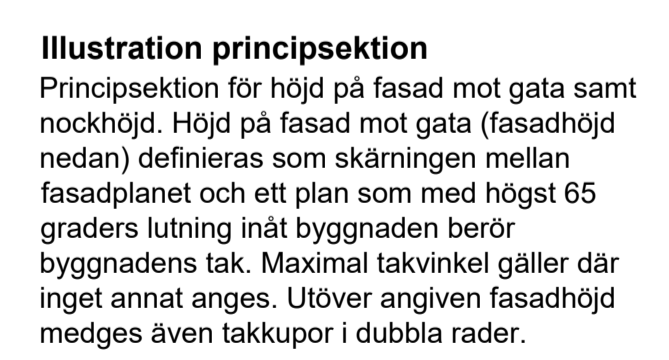 Illustration principsektion
Principsektion för höjd på fasad mot gata samt
nockhöjd. Höjd på fasad mot gata (fasadhöjd
nedan) definieras som skärningen mellan
fasadplanet och ett plan som med högst 65
graders lutning inåt byggnaden berör
byggnadens tak. Maximal takvinkel gäller där
inget annat anges. Utöver angiven fasadhöjd
medges även takkupor i dubbla rader.